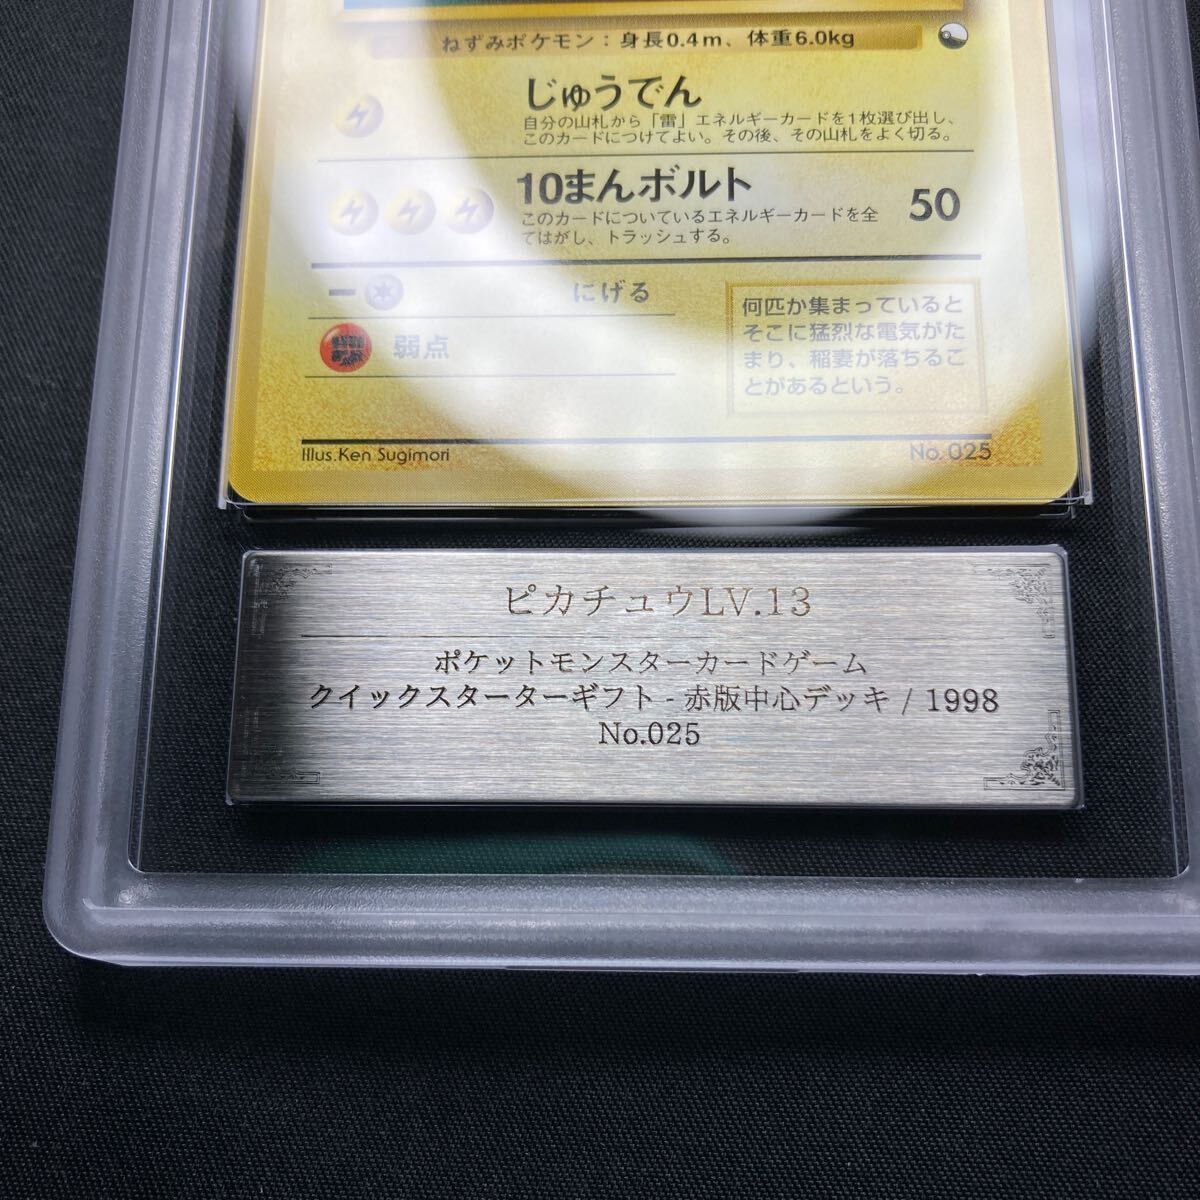 ねずみポケモン：身長0.4m、体重6.0kg
じゅうでん
自分の山札から「雷」エネルギーカードを1枚選び出し、
このカードにつけてよい。その後、その山札をよく切る。
10まんボルト 50
このカードについているエネルギーカードを全
てはがし、トラッシュする。
にげる
弱点
何匹か集まっていると
そこに猛烈な電気がた
まり、稲妻が落ちるこ
とがあるという。
Illus.Ken Sugimori
No. 025
ピカチュウLV.13
ポケットモンスターカードゲーム
クイックスターターギフト - 赤版中心デッキ / 1998
No.025